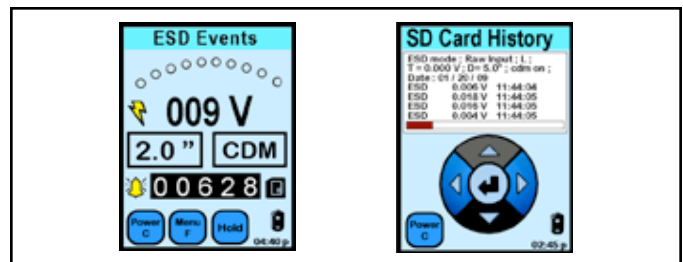 ESD Events
009 V
2.0 " CDM
00628
Power C Menu F Hold
04:40 p
SD Card History
ESD mode ; Raw Input ; L ;
T = 0.000 V ; D= 5.0" ; cdm on ;
Date : 01 / 20 / 09
ESD 0.006 V 11:44:04
ESD 0.018 V 11:44:05
ESD 0.016 V 11:44:05
ESD 0.004 V 11:44:05
Power C
02:45 p